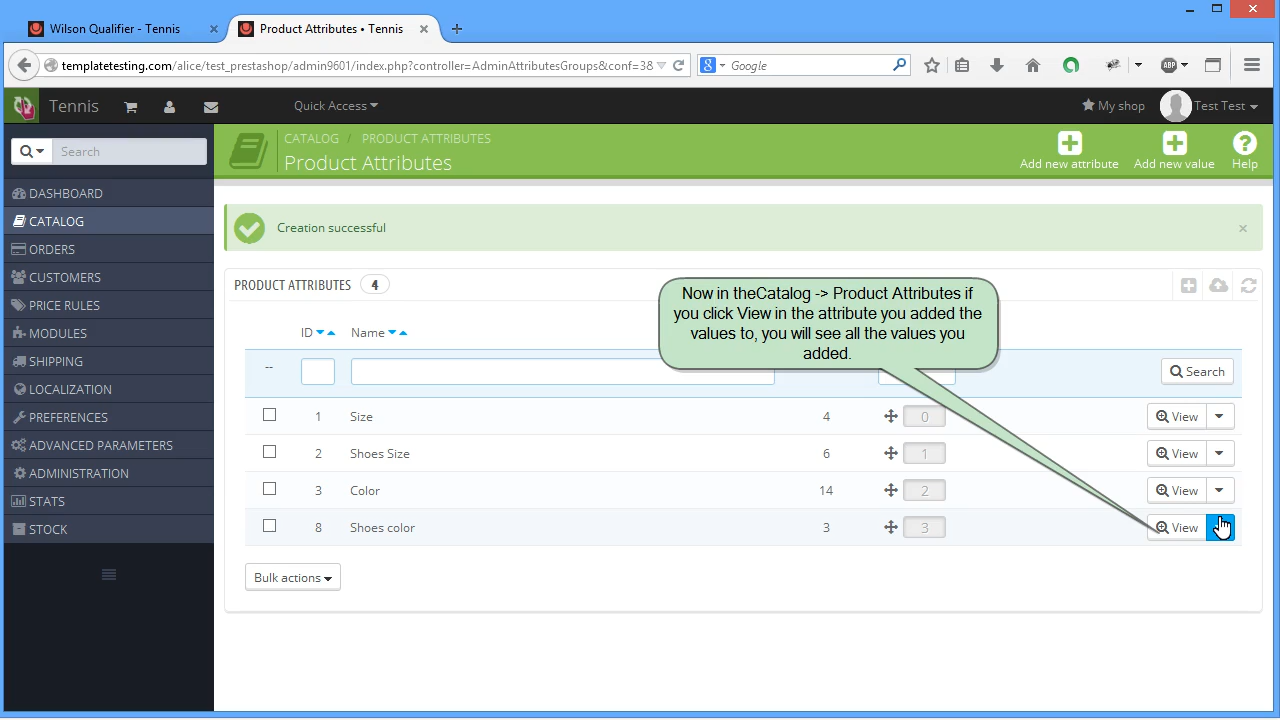 Wilson Qualifier - Tennis
Product Attributes • Tennis
templatetesting.com/alice/test_prestashop/admin9601/index.php?controller=AdminAttributesGroups&conf=38
Google
ABP
Tennis
Quick Access
My shop
Test Test
Search
CATALOG / PRODUCT ATTRIBUTES
Product Attributes
Add new attribute
Add new value
Help
DASHBOARD
CATALOG
ORDERS
CUSTOMERS
PRICE RULES
MODULES
SHIPPING
LOCALIZATION
PREFERENCES
ADVANCED PARAMETERS
ADMINISTRATION
STATS
STOCK
Creation successful
PRODUCT ATTRIBUTES 4
Now in theCatalog -> Product Attributes if
you click View in the attribute you added the
values to, you will see all the values you
added.
ID Name
-- Search
1 Size 4 0 View
2 Shoes Size 6 1 View
3 Color 14 2 View
8 Shoes color 3 3 View
Bulk actions